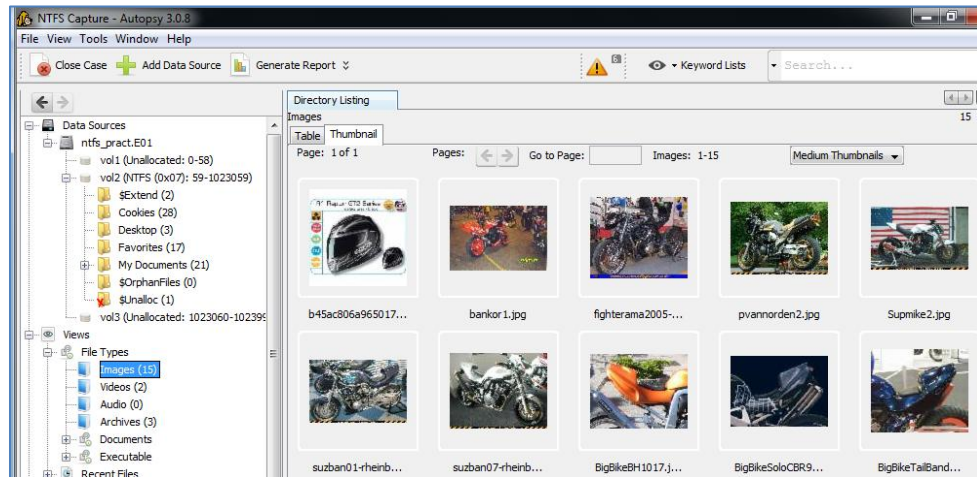 NTFS Capture - Autopsy 3.0.8
File View Tools Window Help
Close Case Add Data Source Generate Report Keyword Lists Search...
Data Sources
ntfs_pract.E01
vol1 (Unallocated: 0-58)
vol2 (NTFS (0x07): 59-1023059)
$Extend (2)
Cookies (28)
Desktop (3)
Favorites (17)
My Documents (21)
$OrphanFiles (0)
$Unalloc (1)
vol3 (Unallocated: 1023060-102399
Views
File Types
Images (15)
Videos (2)
Audio (0)
Archives (3)
Documents
Executable
Recent Files
Directory Listing
Images 15
Table Thumbnail
Page: 1 of 1 Pages: Go to Page: Images: 1-15 Medium Thumbnails
b45ac806a965017... bankor1.jpg fighterama2005-... pvannorden2.jpg Supmike2.jpg
suzban01-rheinb... suzban07-rheinb... BigBikeBH1017.j... BigBikeSoloCBR9... BigBikeTailBand...